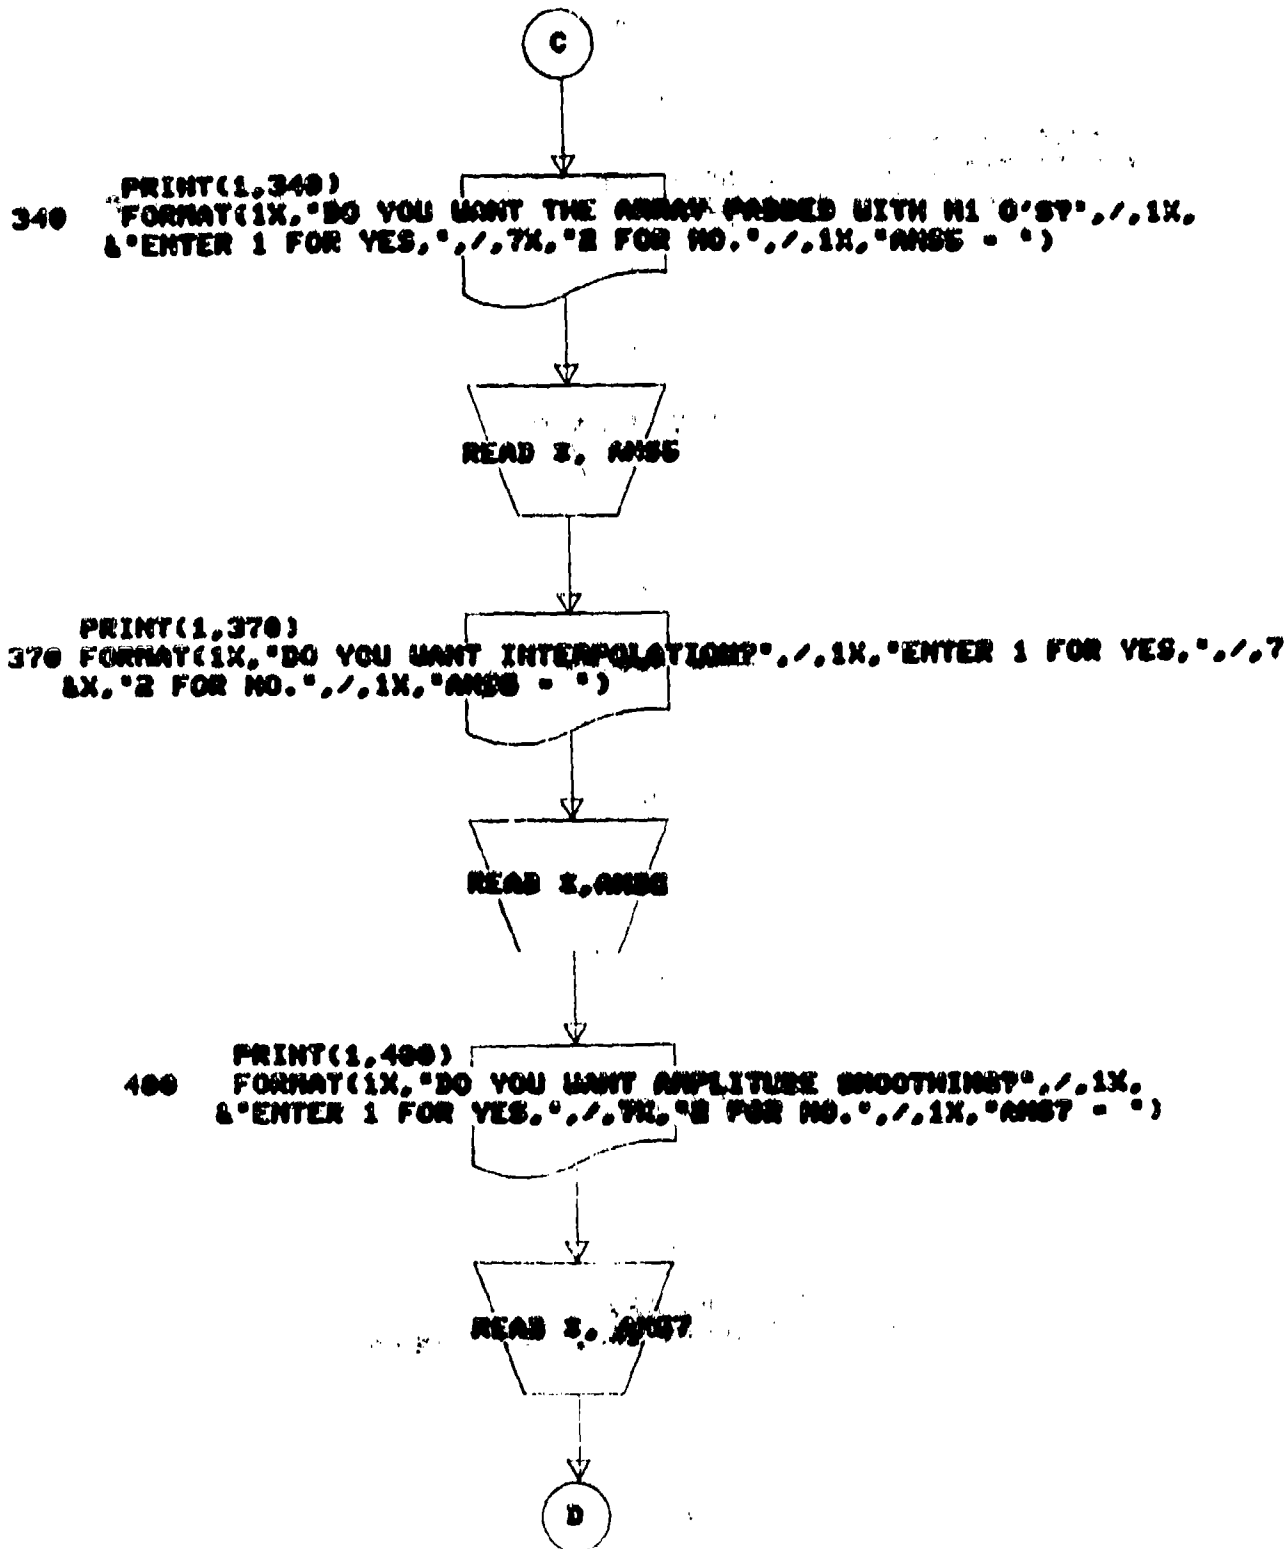 C
PRINT(1,340)
340 FORMAT(1X,"DO YOU WANT THE ARRAY PADDED WITH N1 0'S?",/,1X,
&"ENTER 1 FOR YES,",/,7X,"2 FOR NO.",/,1X,"ANS5 = ")
READ *, ANS5
PRINT(1,370)
370 FORMAT(1X,"DO YOU WANT INTERPOLATION?",/,1X,"ENTER 1 FOR YES,",/,7
&X,"2 FOR NO.",/,1X,"ANS6 = ")
READ *,ANS6
PRINT(1,400)
400 FORMAT(1X,"DO YOU WANT AMPLITUDE SMOOTHING?",/,1X,
&"ENTER 1 FOR YES,",/,7X,"2 FOR NO.",/,1X,"ANS7 = ")
READ *, ANS7
D